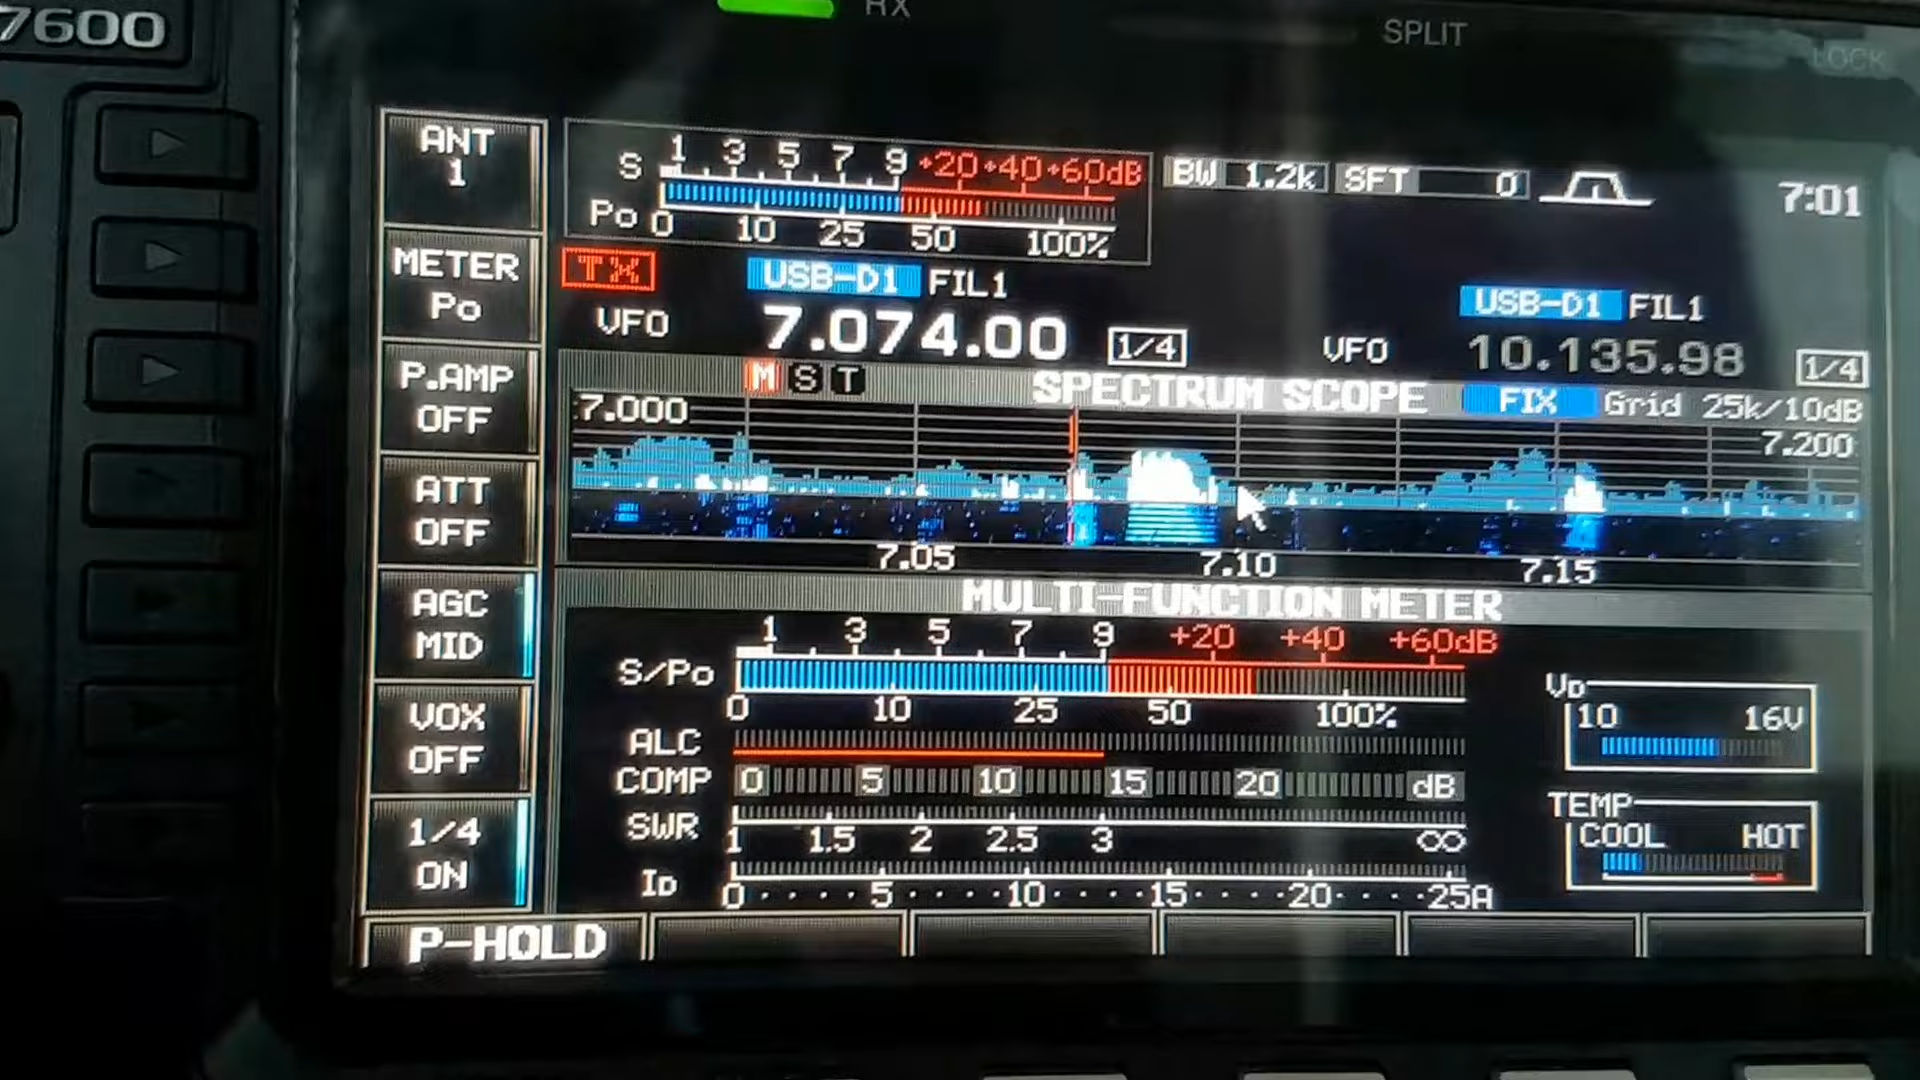 7600
RX
SPLIT
LOCK
ANT
1
METER
Po
P.AMP
OFF
ATT
OFF
AGC
MID
VOX
OFF
1/4
ON
P-HOLD
S 1 3 5 7 9 +20 +40 +60dB
Po 0 10 25 50 100%
BW 1.2k SFT 0
7:01
TX USB-D1 FIL1
VFO 7.074.00 1/4
USB-D1 FIL1
VFO 10.135.98 1/4
M S T SPECTRUM SCOPE FIX Grid 25k/10dB
7.000 7.200
7.05 7.10 7.15
MULTI-FUNCTION METER
1 3 5 7 9 +20 +40 +60dB
S/Po
0 10 25 50 100%
ALC
COMP 0 5 10 15 20 dB
SWR
1 1.5 2 2.5 3 ∞
ID
0 5 10 15 20 25A
VD
10 16V
TEMP
COOL HOT